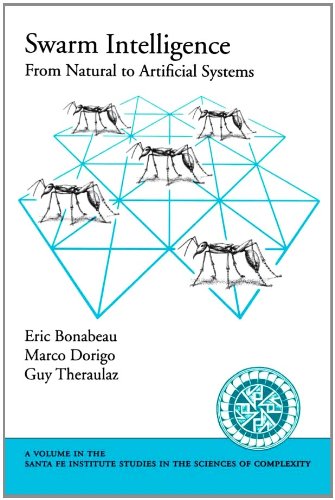 Swarm Intelligence
From Natural to Artificial Systems
Eric Bonabeau
Marco Dorigo
Guy Theraulaz
A VOLUME IN THE
SANTA FE INSTITUTE STUDIES IN THE SCIENCES OF COMPLEXITY